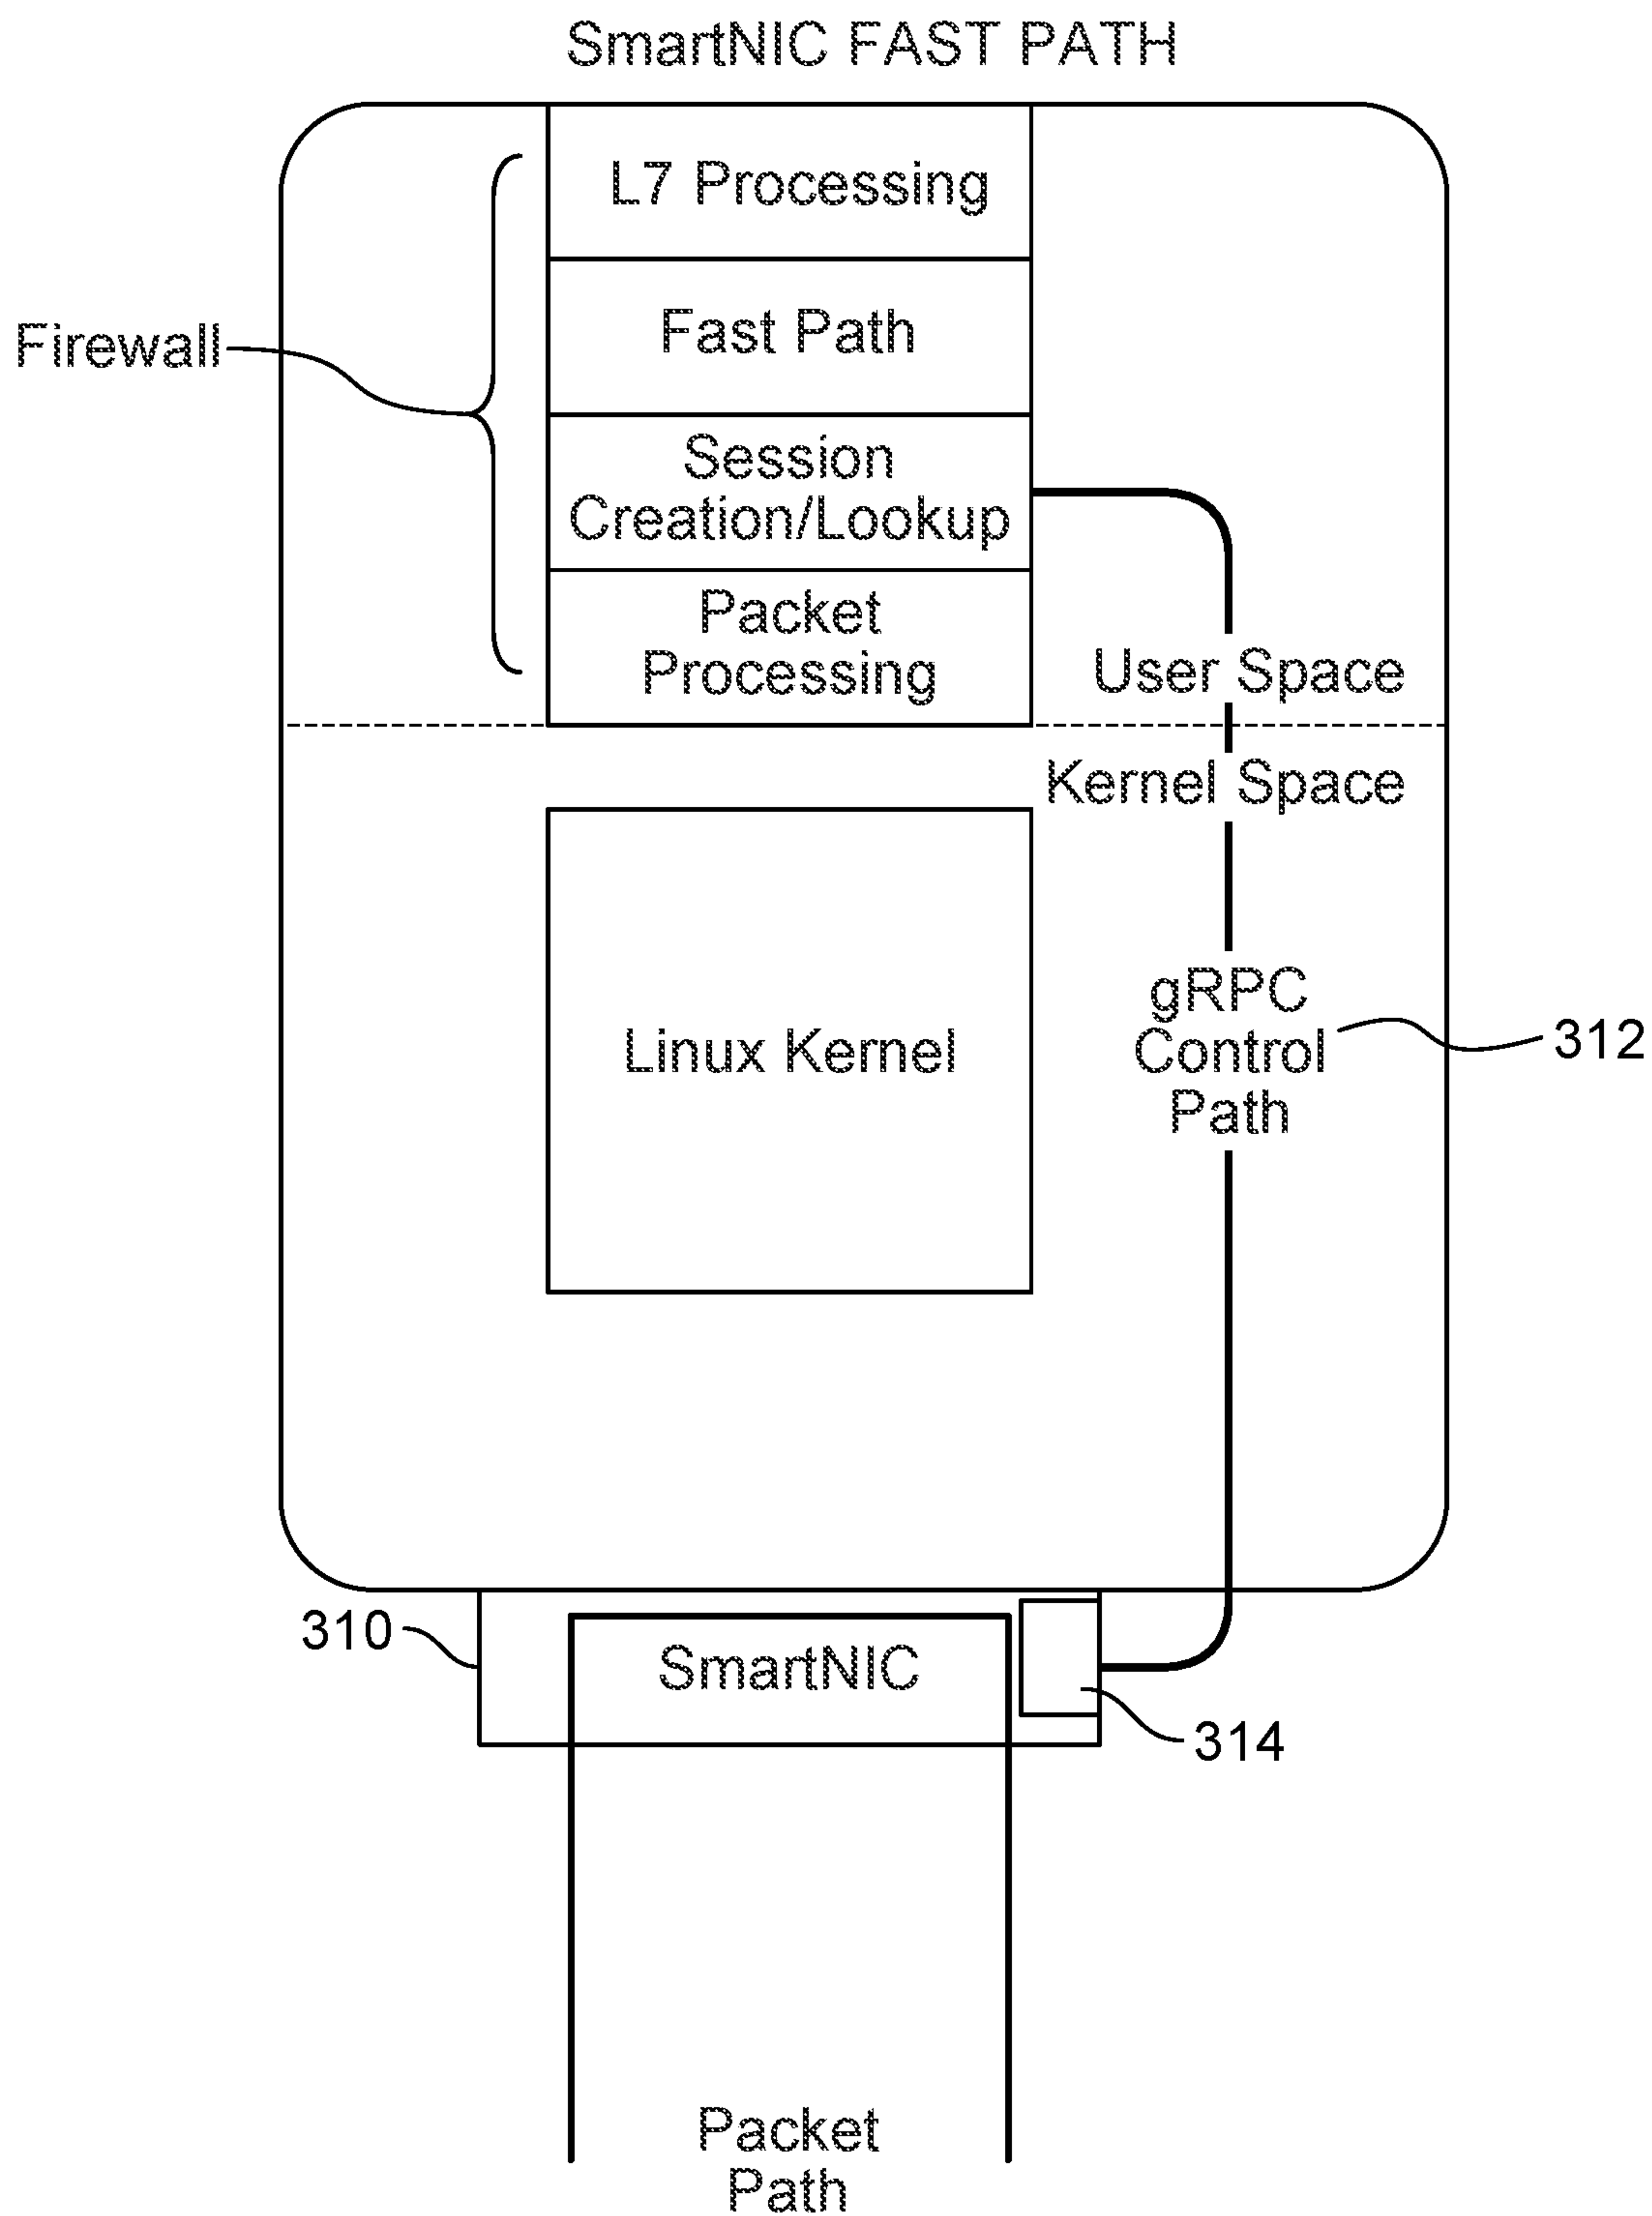 SmartNIC FAST PATH
L7 Processing
Fast Path
Firewall
Session
Creation/Lookup
Packet
Processing
User Space
Kernel Space
Linux Kernel
gRPC
Control
Path
312
310
SmartNIC
314
Packet
Path